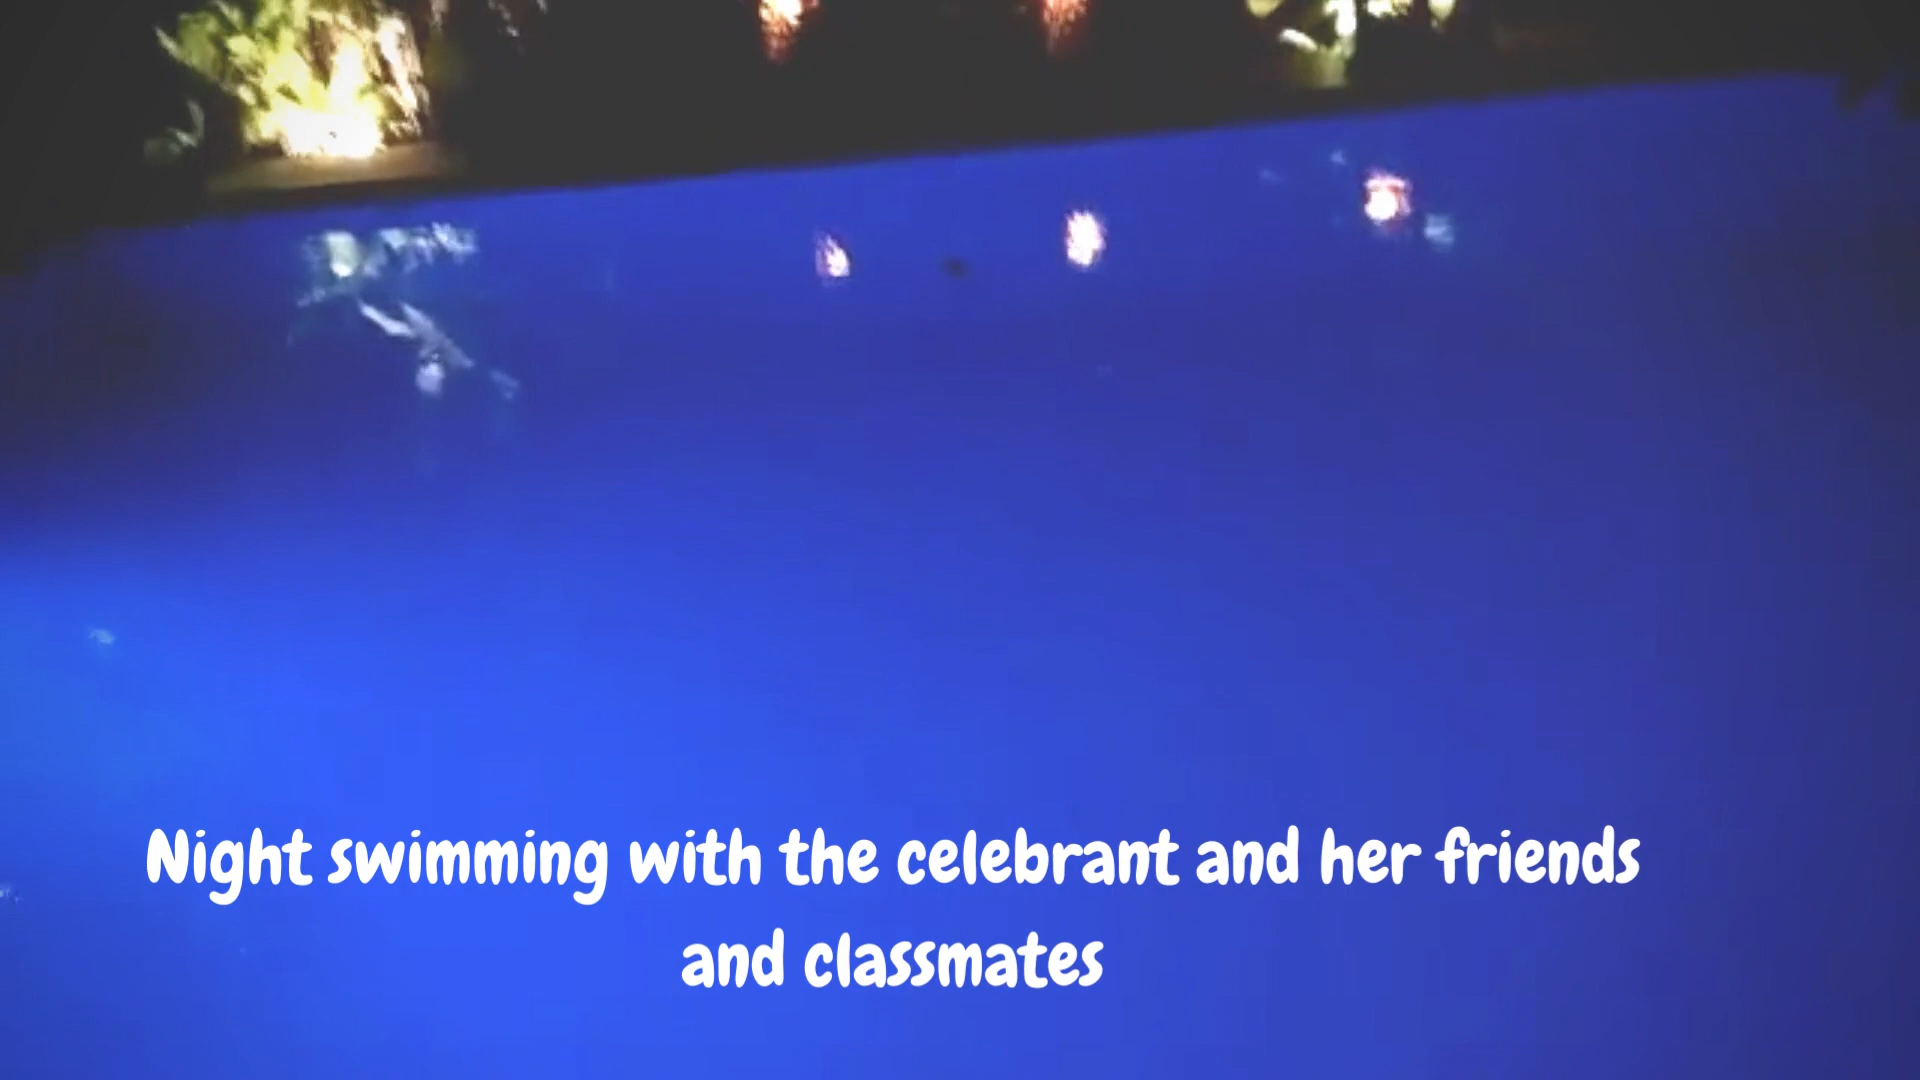 Night swimming with the celebrant and her friends
and classmates